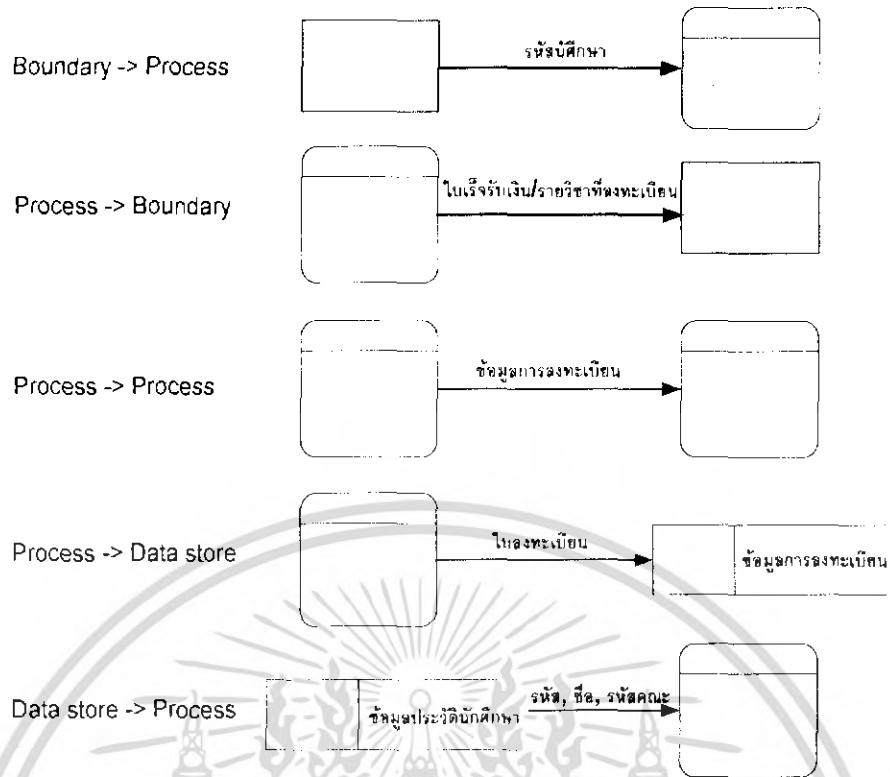 Boundary -> Process
รหัสนศึกษา
Process -> Boundary
ใบเร็จรับเงิน/รายวิชาที่ลงทะเบียน
Process -> Process
ข้อมูลการลงทะเบียน
Process -> Data store
ใบลงทะเบียน
ข้อมูลการลงทะเบียน
Data store -> Process
ข้อมูลประวัตินักศึกษา
รหัส, ชื่อ, รหัสคณะ